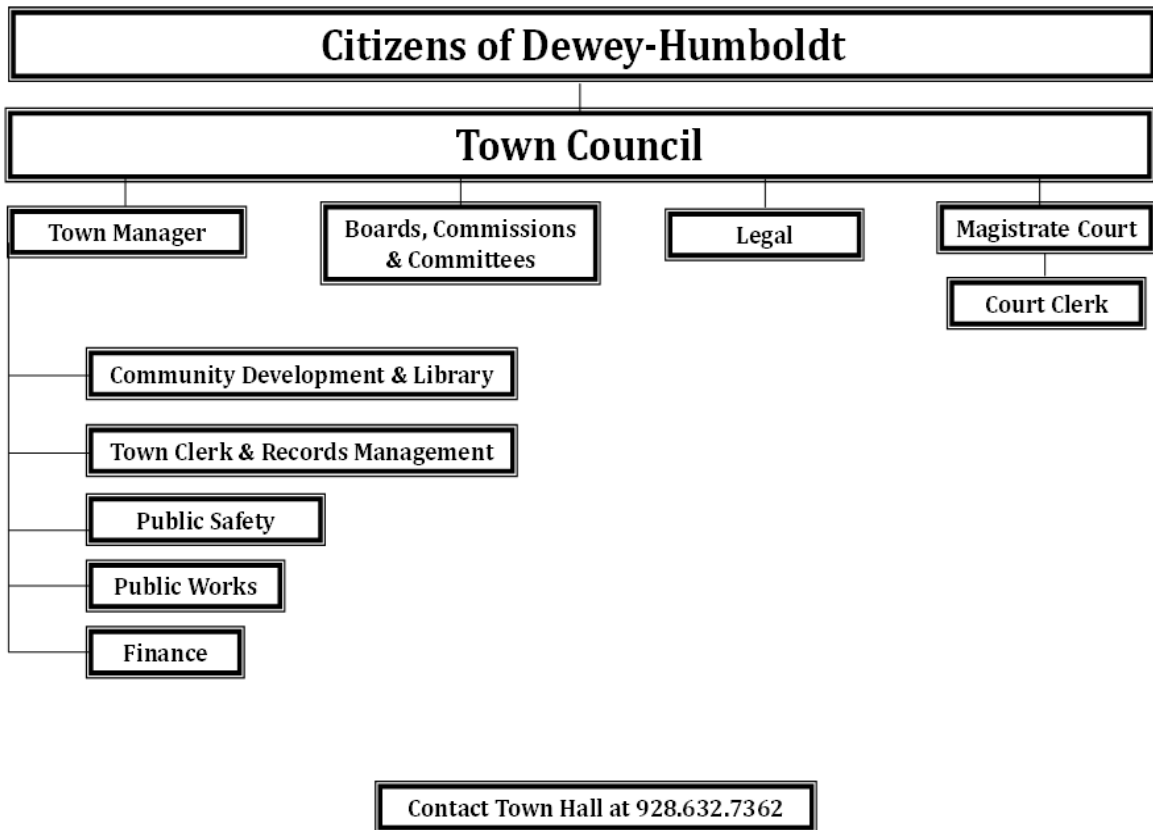 Citizens of Dewey-Humboldt
Town Council
Town Manager
Boards, Commissions
& Committees
Legal
Magistrate Court
Court Clerk
Community Development & Library
Town Clerk & Records Management
Public Safety
Public Works
Finance
Contact Town Hall at 928.632.7362